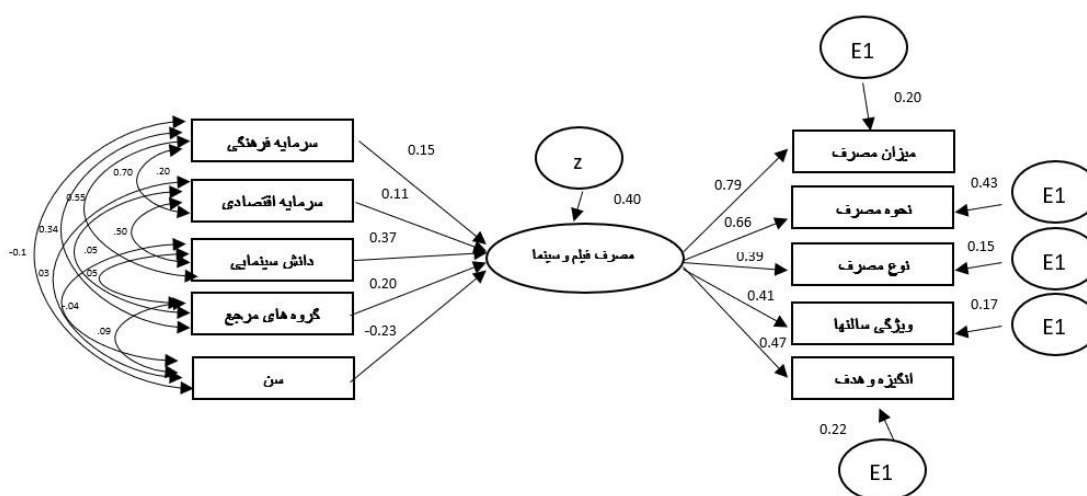 E1
0.20
سرمایه فرهنگی
0.15
z
0.40
میزان مصرف
0.79
.20
0.70
0.55
سرمایه اقتصادی
0.11
نحوه مصرف
0.43
E1
0.66
0.34
.50
-0.1
دانش سینمایی
0.37
مصرف فیلم و سینما
0.39
نوع مصرف
0.15
E1
.05
.03
.05
گروه های مرجع
0.20
0.41
ویژگی سالنها
0.17
E1
-.04
.09
-0.23
0.47
سن
انگیزه و هدف
0.22
E1